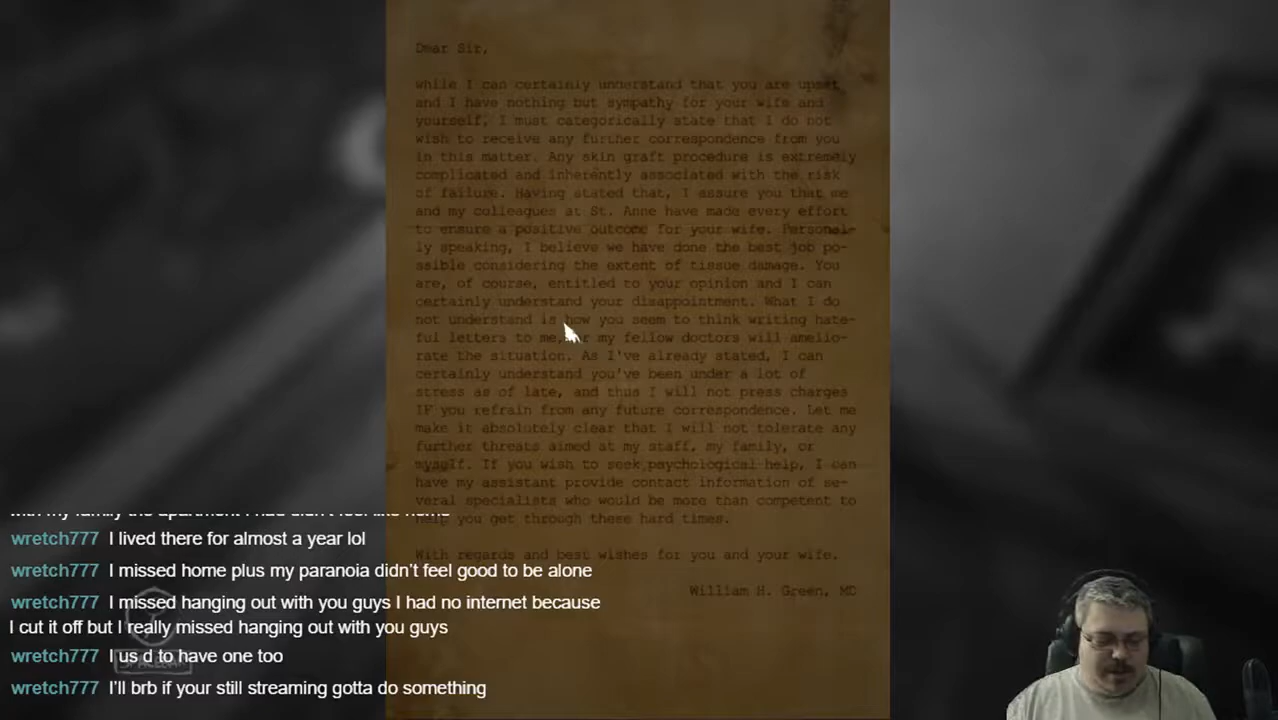 Dear Sir,
while I can certainly understand that you are upset
and I have nothing but sympathy for your wife and
yourself, I must categorically state that I do not
wish to receive any further correspondence from you
in this matter. Any skin graft procedure is extremely
complicated and inherently associated with the risk
of failure. Having stated that, I assure you that me
and my colleagues at St. Anne have made every effort
to ensure a positive outcome for your wife. Personal-
ly speaking, I believe we have done the best job po-
ssible considering the extent of tissue damage. You
are, of course, entitled to your opinion and I can
certainly understand your disappointment. What I do
not understand is how you seem to think writing hate-
ful letters to me, or my fellow doctors will amelio-
rate the situation. As I've already stated, I can
certainly understand you've been under a lot of
stress as of late, and thus I will not press charges
IF you refrain from any future correspondence. Let me
make it absolutely clear that I will not tolerate any
further threats aimed at my staff, my family, or
myself. If you wish to seek psychological help, I can
have my assistant provide contact information of se-
veral specialists who would be more than competent to
help you get through these hard times.
With regards and best wishes for you and your wife.
William H. Green, MC
with my family the apartment I had didn't feel like home
wretch777 I lived there for almost a year lol
wretch777 I missed home plus my paranoia didn't feel good to be alone
wretch777 I missed hanging out with you guys I had no internet because
I cut it off but I really missed hanging out with you guys
wretch777 I us d to have one too
wretch777 I'll brb if your still streaming gotta do something